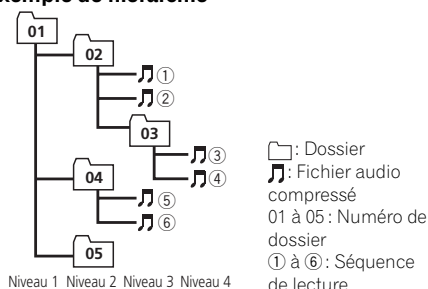 exemple de hiérarchie
01
02
①
②
03
③
④
04
⑤
⑥
05
Niveau 1 Niveau 2 Niveau 3 Niveau 4
: Dossier
: Fichier audio
compressé
01 à 05 : Numéro de
dossier
① à ⑥ : Séquence
de lecture